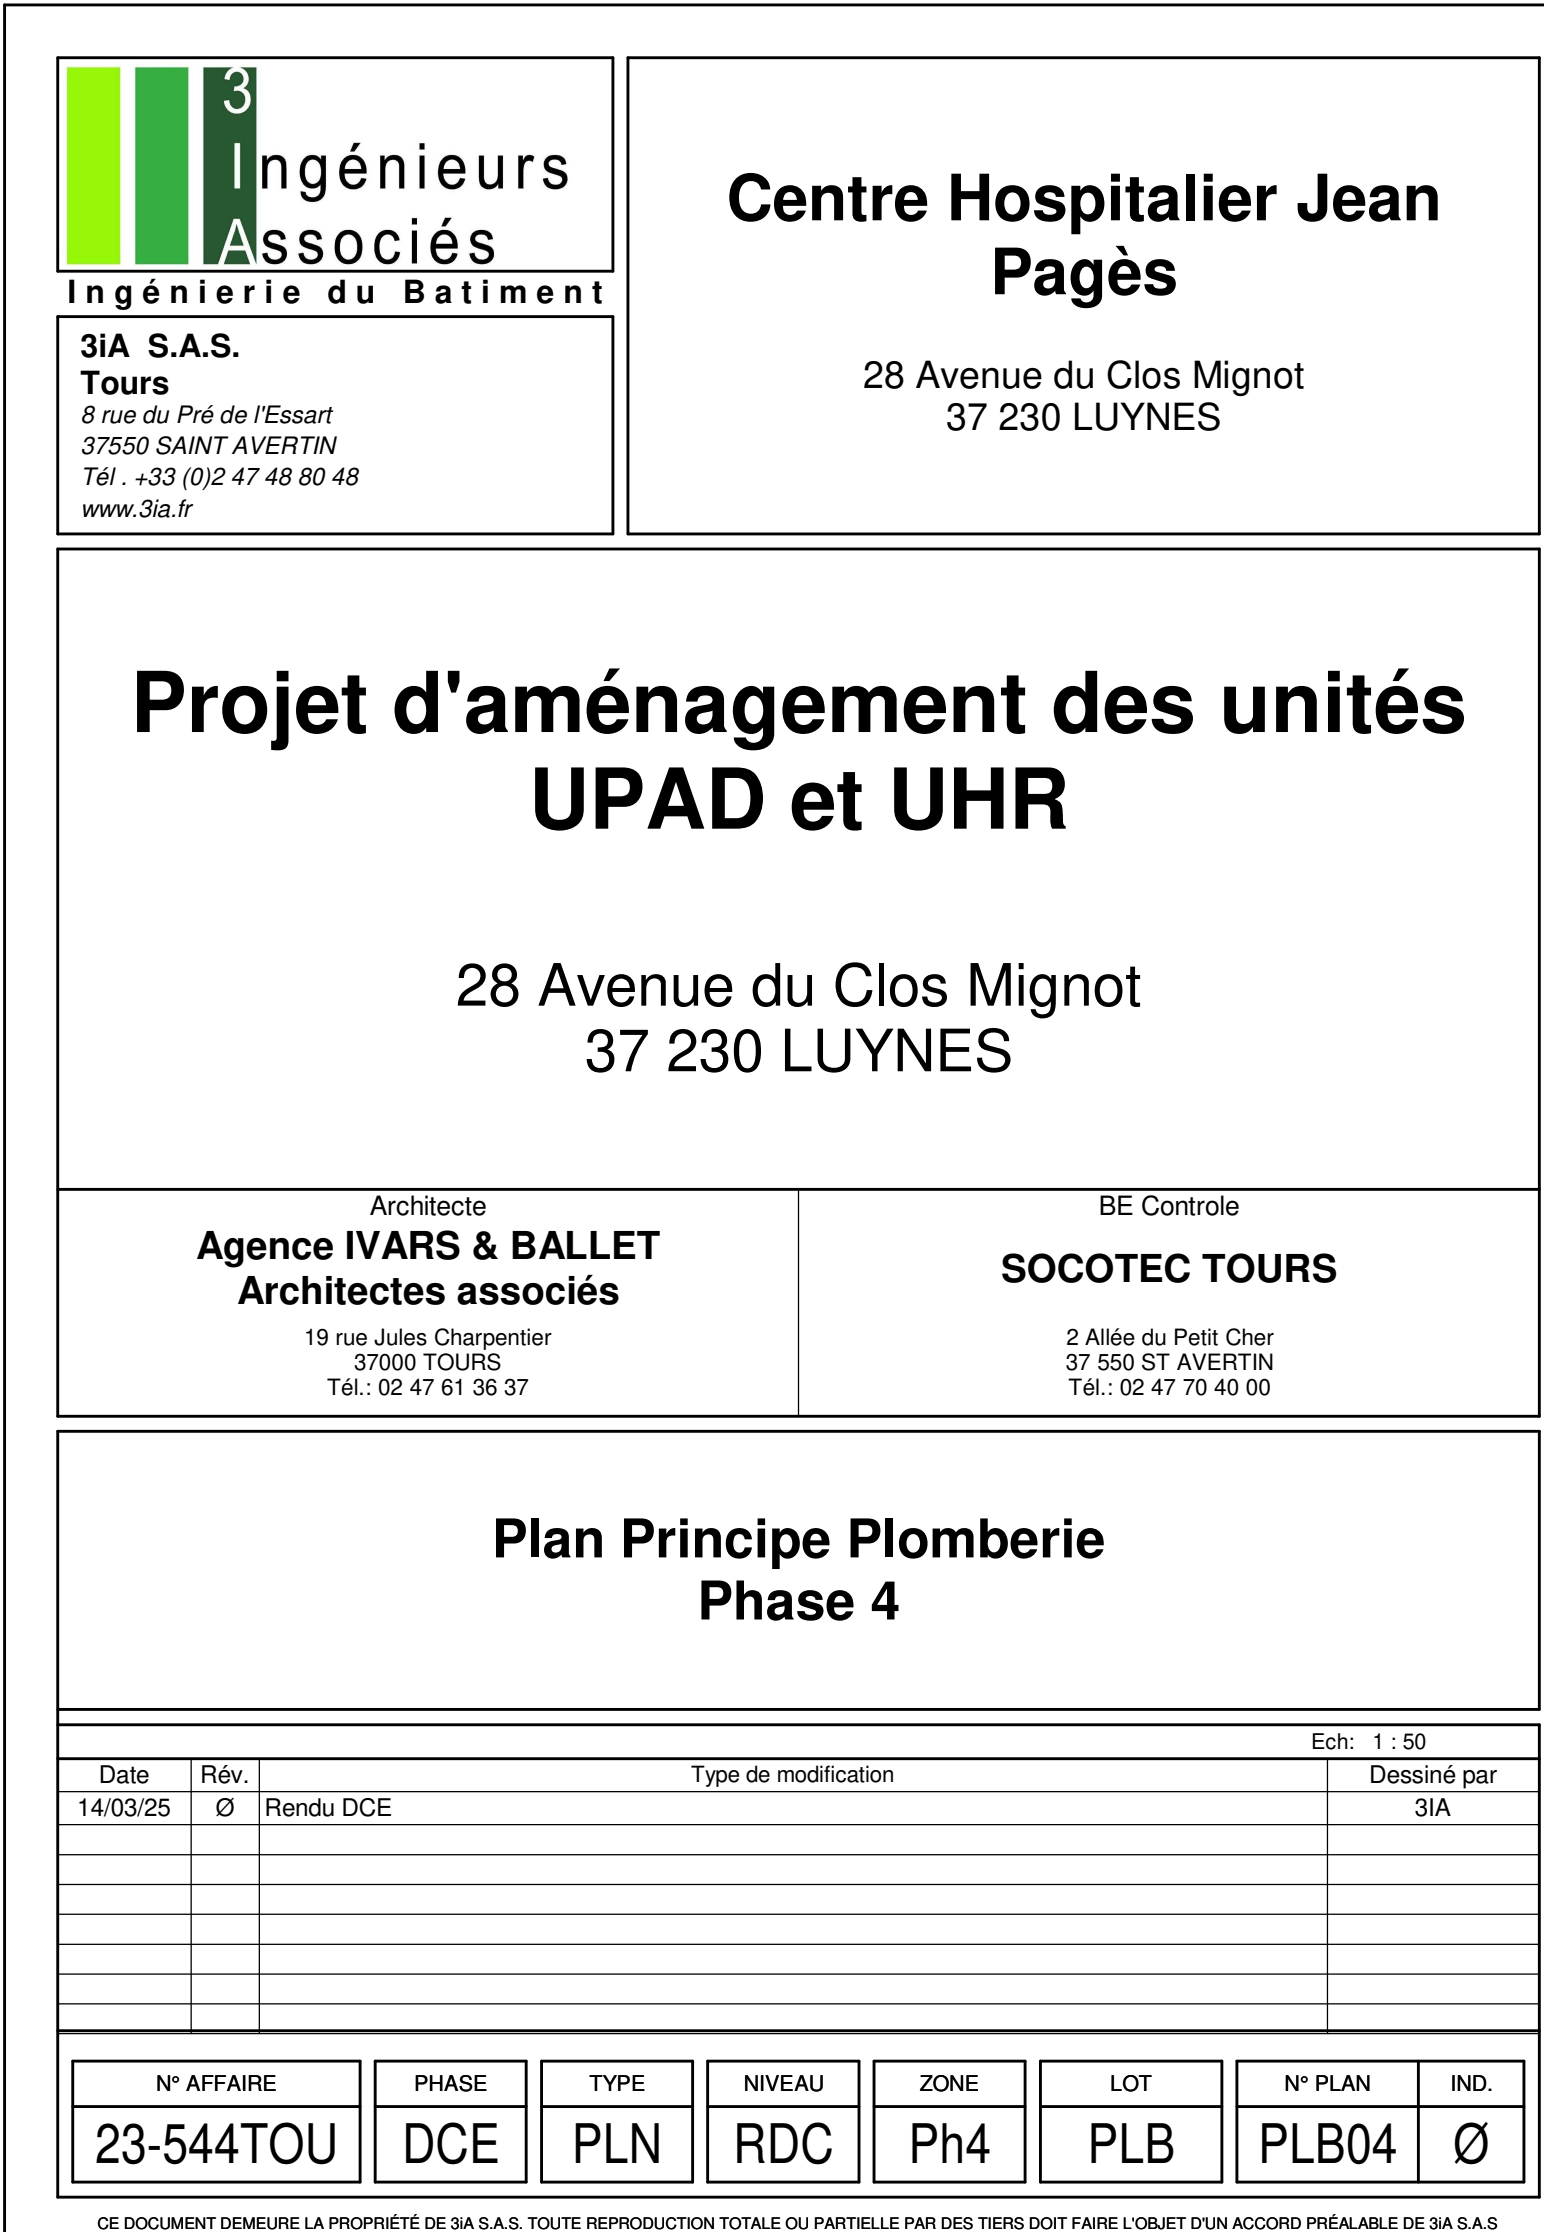 3
Ingénieurs
Associés
Ingénierie du Batiment
3iA S.A.S.
Tours
8 rue du Pré de l'Essart
37550 SAINT AVERTIN
Tél . +33 (0)2 47 48 80 48
www.3ia.fr
Centre Hospitalier Jean
Pagès
28 Avenue du Clos Mignot
37 230 LUYNES
Projet d'aménagement des unités
UPAD et UHR
28 Avenue du Clos Mignot
37 230 LUYNES
Architecte
Agence IVARS & BALLET
Architectes associés
19 rue Jules Charpentier
37000 TOURS
Tél.: 02 47 61 36 37
BE Controle
SOCOTEC TOURS
2 Allée du Petit Cher
37 550 ST AVERTIN
Tél.: 02 47 70 40 00
Plan Principe Plomberie
Phase 4
Ech: 1 : 50
Date Rév. Type de modification Dessiné par
14/03/25 Ø Rendu DCE 3IA
N° AFFAIRE PHASE TYPE NIVEAU ZONE LOT N° PLAN IND.
23-544TOU DCE PLN RDC Ph4 PLB PLB04 Ø
CE DOCUMENT DEMEURE LA PROPRIÉTÉ DE 3iA S.A.S. TOUTE REPRODUCTION TOTALE OU PARTIELLE PAR DES TIERS DOIT FAIRE L'OBJET D'UN ACCORD PRÉALABLE DE 3iA S.A.S